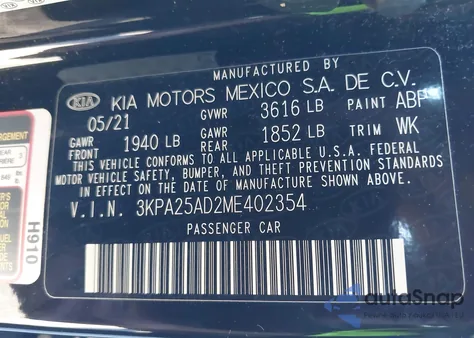 MANUFACTURED BY
KIA KIA MOTORS MEXICO S.A. DE C.V.
05/21 GVWR 3616 LB PAINT ABP
GAWR FRONT 1940 LB GAWR REAR 1852 LB TRIM WK
THIS VEHICLE CONFORMS TO ALL APPLICABLE U.S.A. FEDERAL
MOTOR VEHICLE SAFETY, BUMPER, AND THEFT PREVENTION STANDARDS
IN EFFECT ON THE DATE OF MANUFACTURE SHOWN ABOVE.
V.I.N. 3KPA25AD2ME402354
PASSENGER CAR
H910
autoSnap